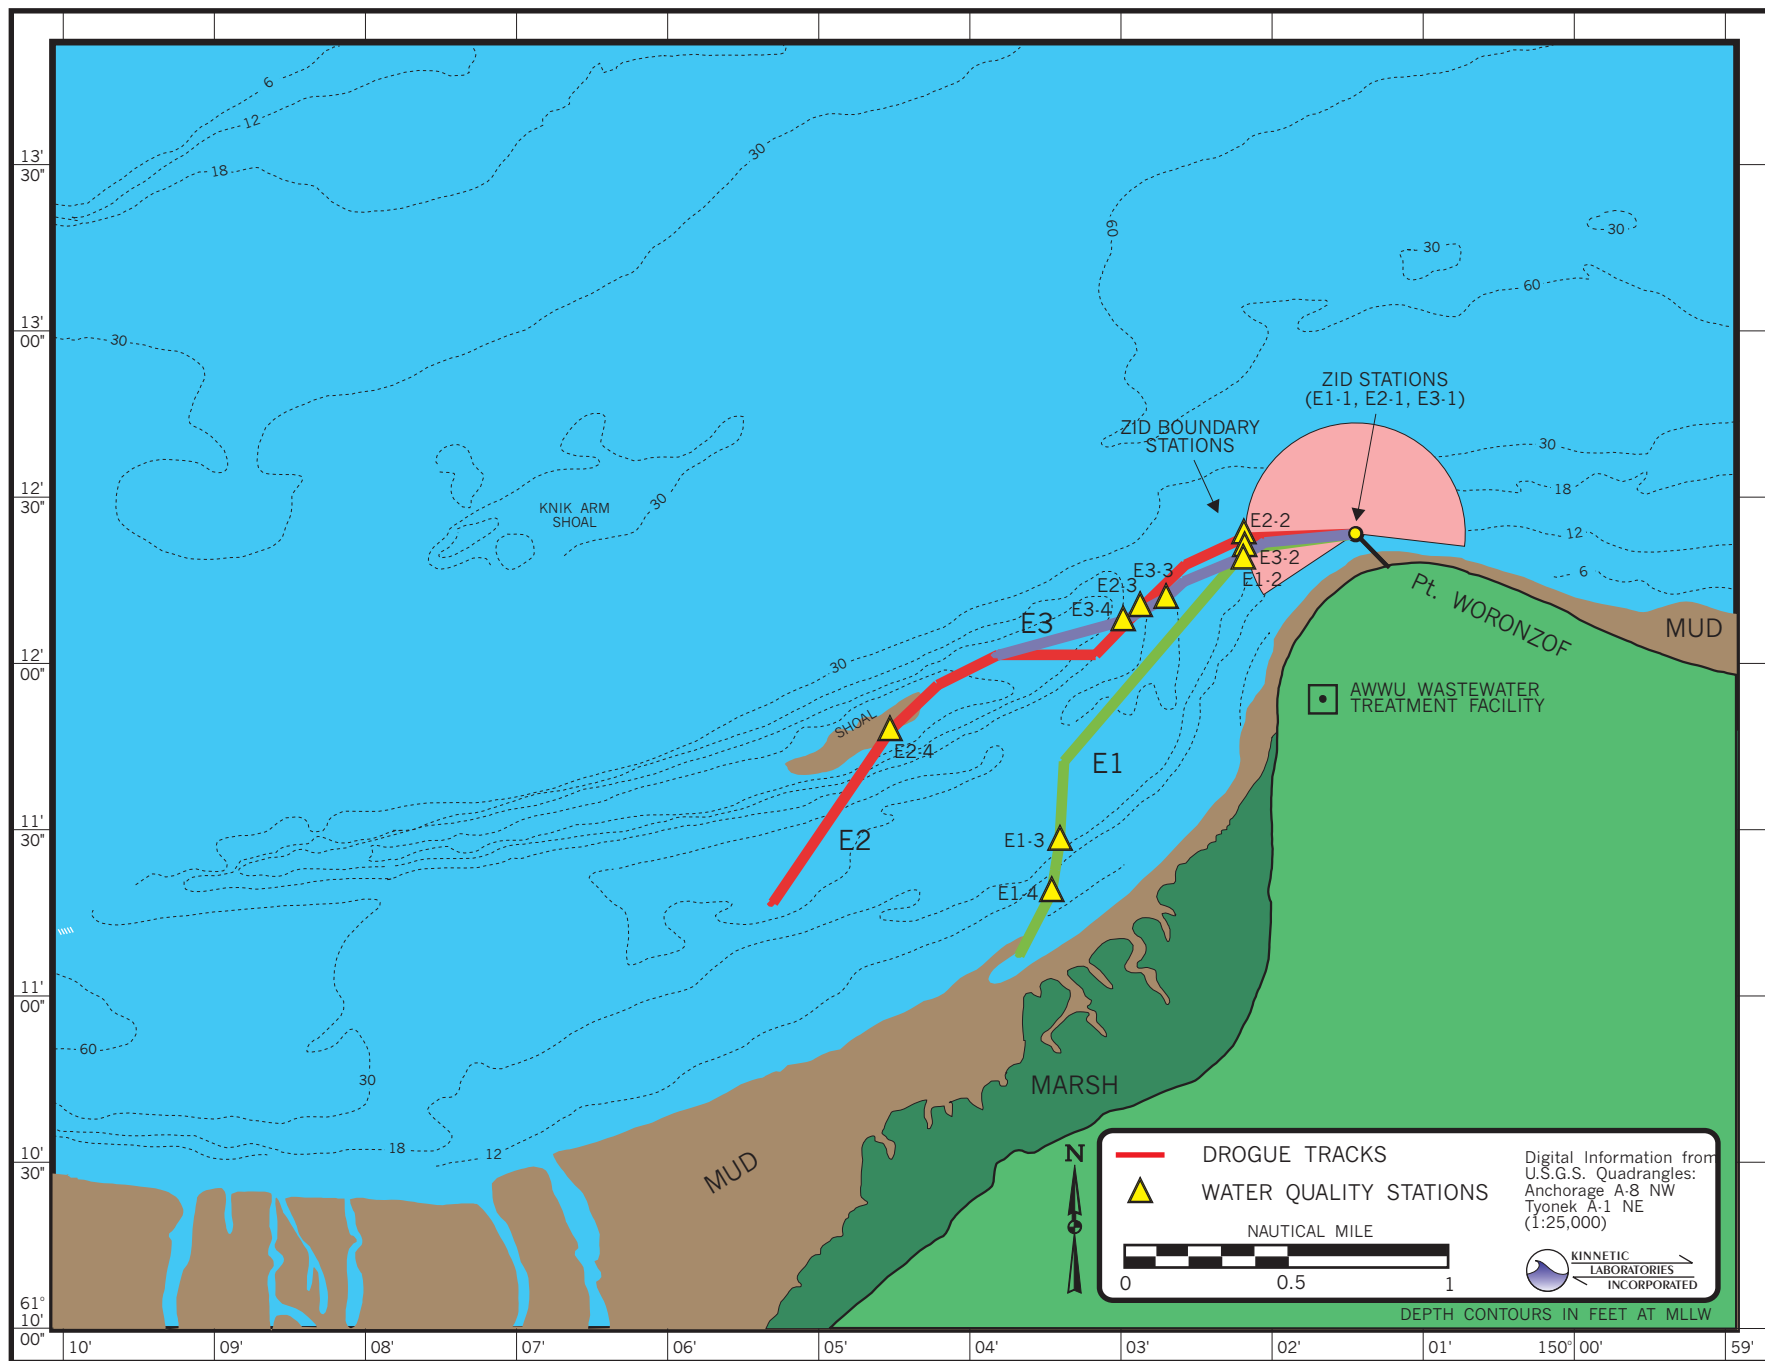 6
12
18
30
60
30
30
60
30
13'
30"
13'
00"
12'
30"
12'
00"
11'
30"
11'
00"
10'
30"
61°
10'
00"
ZID STATIONS
(E1-1, E2-1, E3-1)
ZID BOUNDARY
STATIONS
30
18
12
6
KNIK ARM
SHOAL
30
E2-2
E3-2
E1-2
E3-3
E2-3
E3-4
E3
30
SHOAL
E2-4
E2
E1
E1-3
E1-4
Pt. WORONZOF
MUD
AWWU WASTEWATER
TREATMENT FACILITY
60
30
18
12
MUD
MARSH
N
DROGUE TRACKS
WATER QUALITY STATIONS
NAUTICAL MILE
0
0.5
1
Digital Information from
U.S.G.S. Quadrangles:
Anchorage A-8 NW
Tyonek A-1 NE
(1:25,000)
KINNETIC
LABORATORIES
INCORPORATED
DEPTH CONTOURS IN FEET AT MLLW
10'
09'
08'
07'
06'
05'
04'
03'
02'
01'
150° 00'
59'